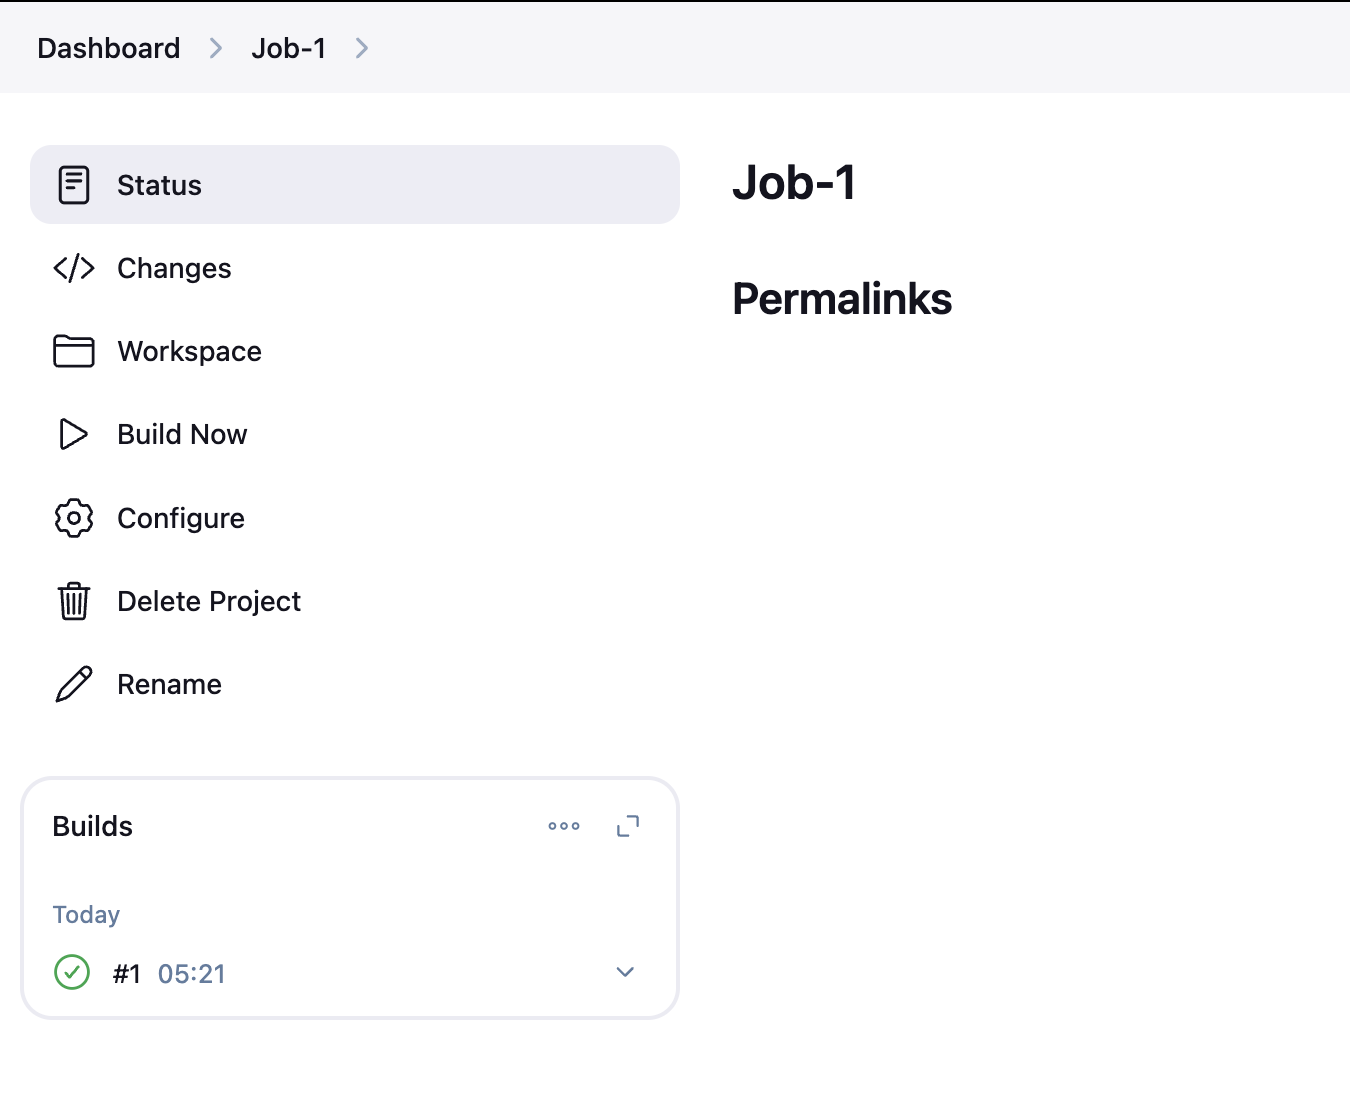 Dashboard
Job-1
Status
Changes
Workspace
Build Now
Configure
Delete Project
Rename
Builds
Today
#1 05:21
Job-1
Permalinks